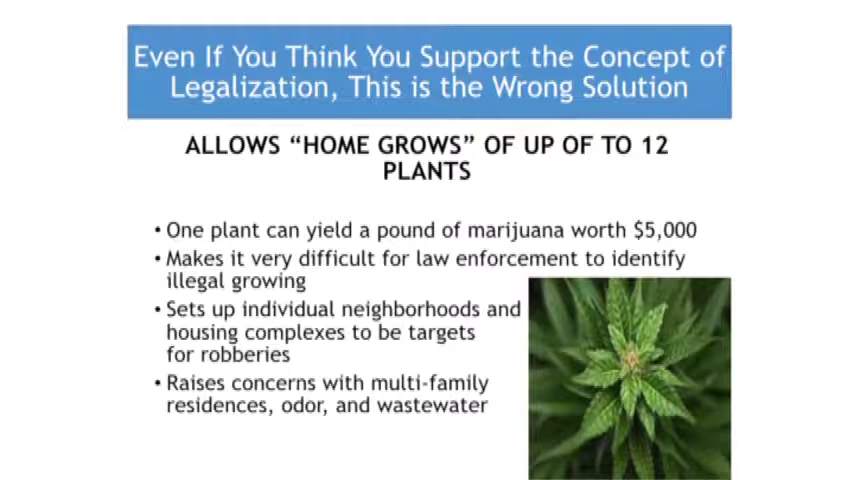 Even If You Think You Support the Concept of
Legalization, This is the Wrong Solution
ALLOWS “HOME GROWS” OF UP OF TO 12
PLANTS
• One plant can yield a pound of marijuana worth $5,000
• Makes it very difficult for law enforcement to identify
illegal growing
• Sets up individual neighborhoods and
housing complexes to be targets
for robberies
• Raises concerns with multi-family
residences, odor, and wastewater